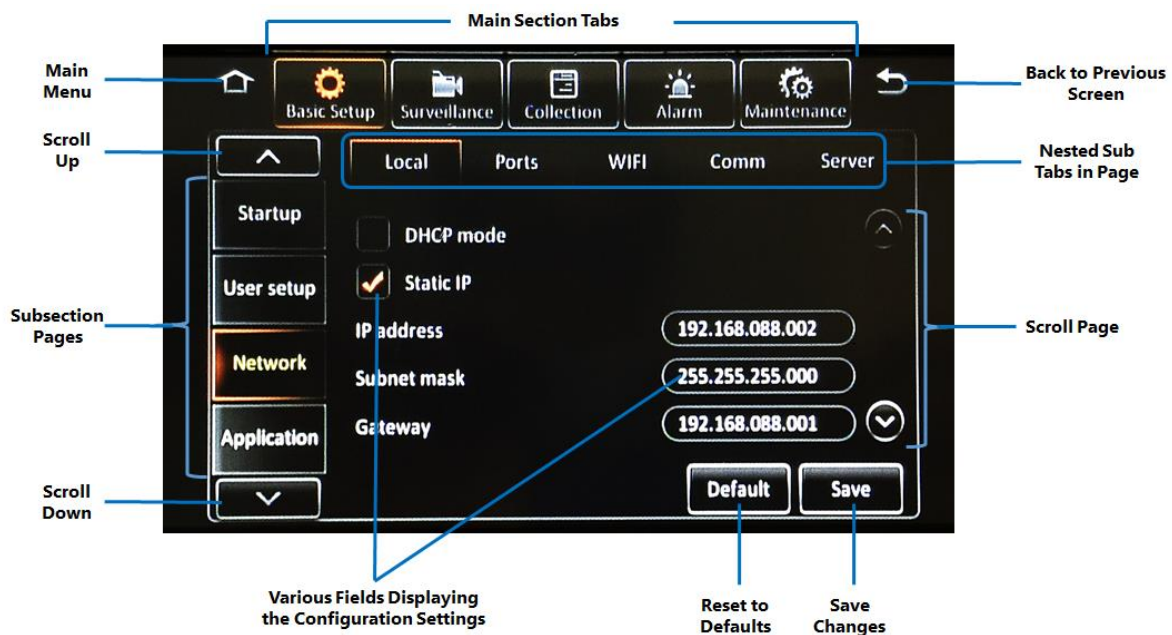 Main Section Tabs
Main
Menu
Back to Previous
Screen
Basic Setup
Surveillance
Collection
Alarm
Maintenance
Scroll
Up
Local
Ports
WIFI
Comm
Server
Nested Sub
Tabs in Page
Startup
DHCP mode
User setup
Static IP
Subsection
Pages
IP address
192.168.088.002
Scroll Page
Network
Subnet mask
255.255.255.000
Application
Gateway
192.168.088.001
Scroll
Down
Default
Save
Various Fields Displaying
the Configuration Settings
Reset to
Defaults
Save
Changes